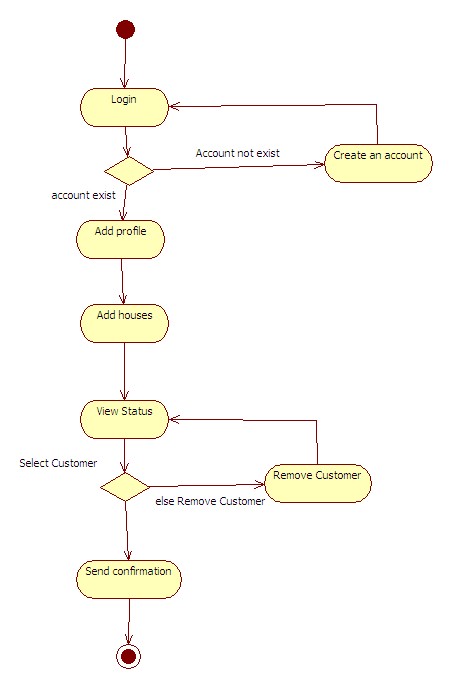 Login
Account not exist
Create an account
account exist
Add profile
Add houses
View Status
Select Customer
Remove Customer
else Remove Customer
Send confirmation